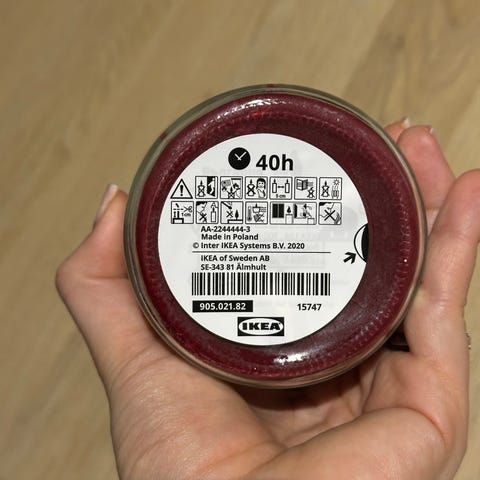 40h
AA-2244444-3
Made in Poland
© Inter IKEA Systems B.V. 2020
IKEA of Sweden AB
SE-343 81 Älmhult
905.021.82 15747
IKEA